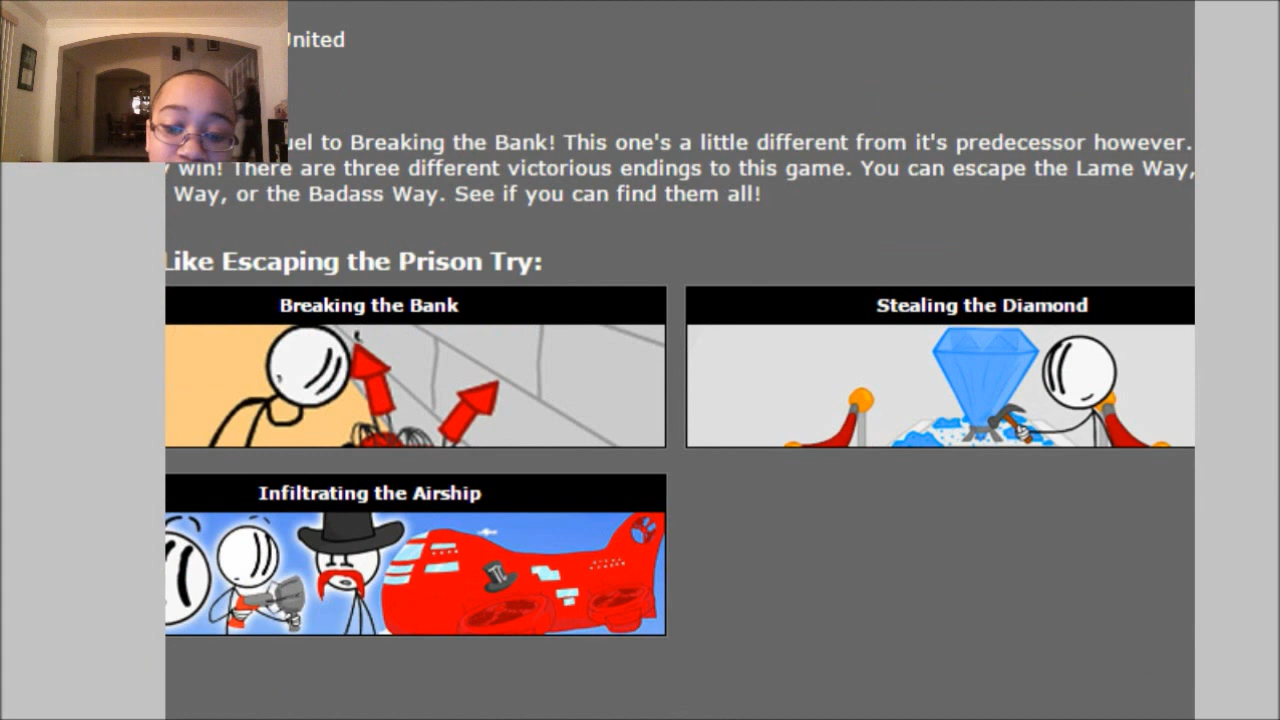 United
to Breaking the Bank! This one's a little different from it's predecessor however.
win! There are three different victorious endings to this game. You can escape the Lame Way,
Way, or the Badass Way. See if you can find them all!
Like Escaping the Prison Try:
Breaking the Bank
Stealing the Diamond
Infiltrating the Airship